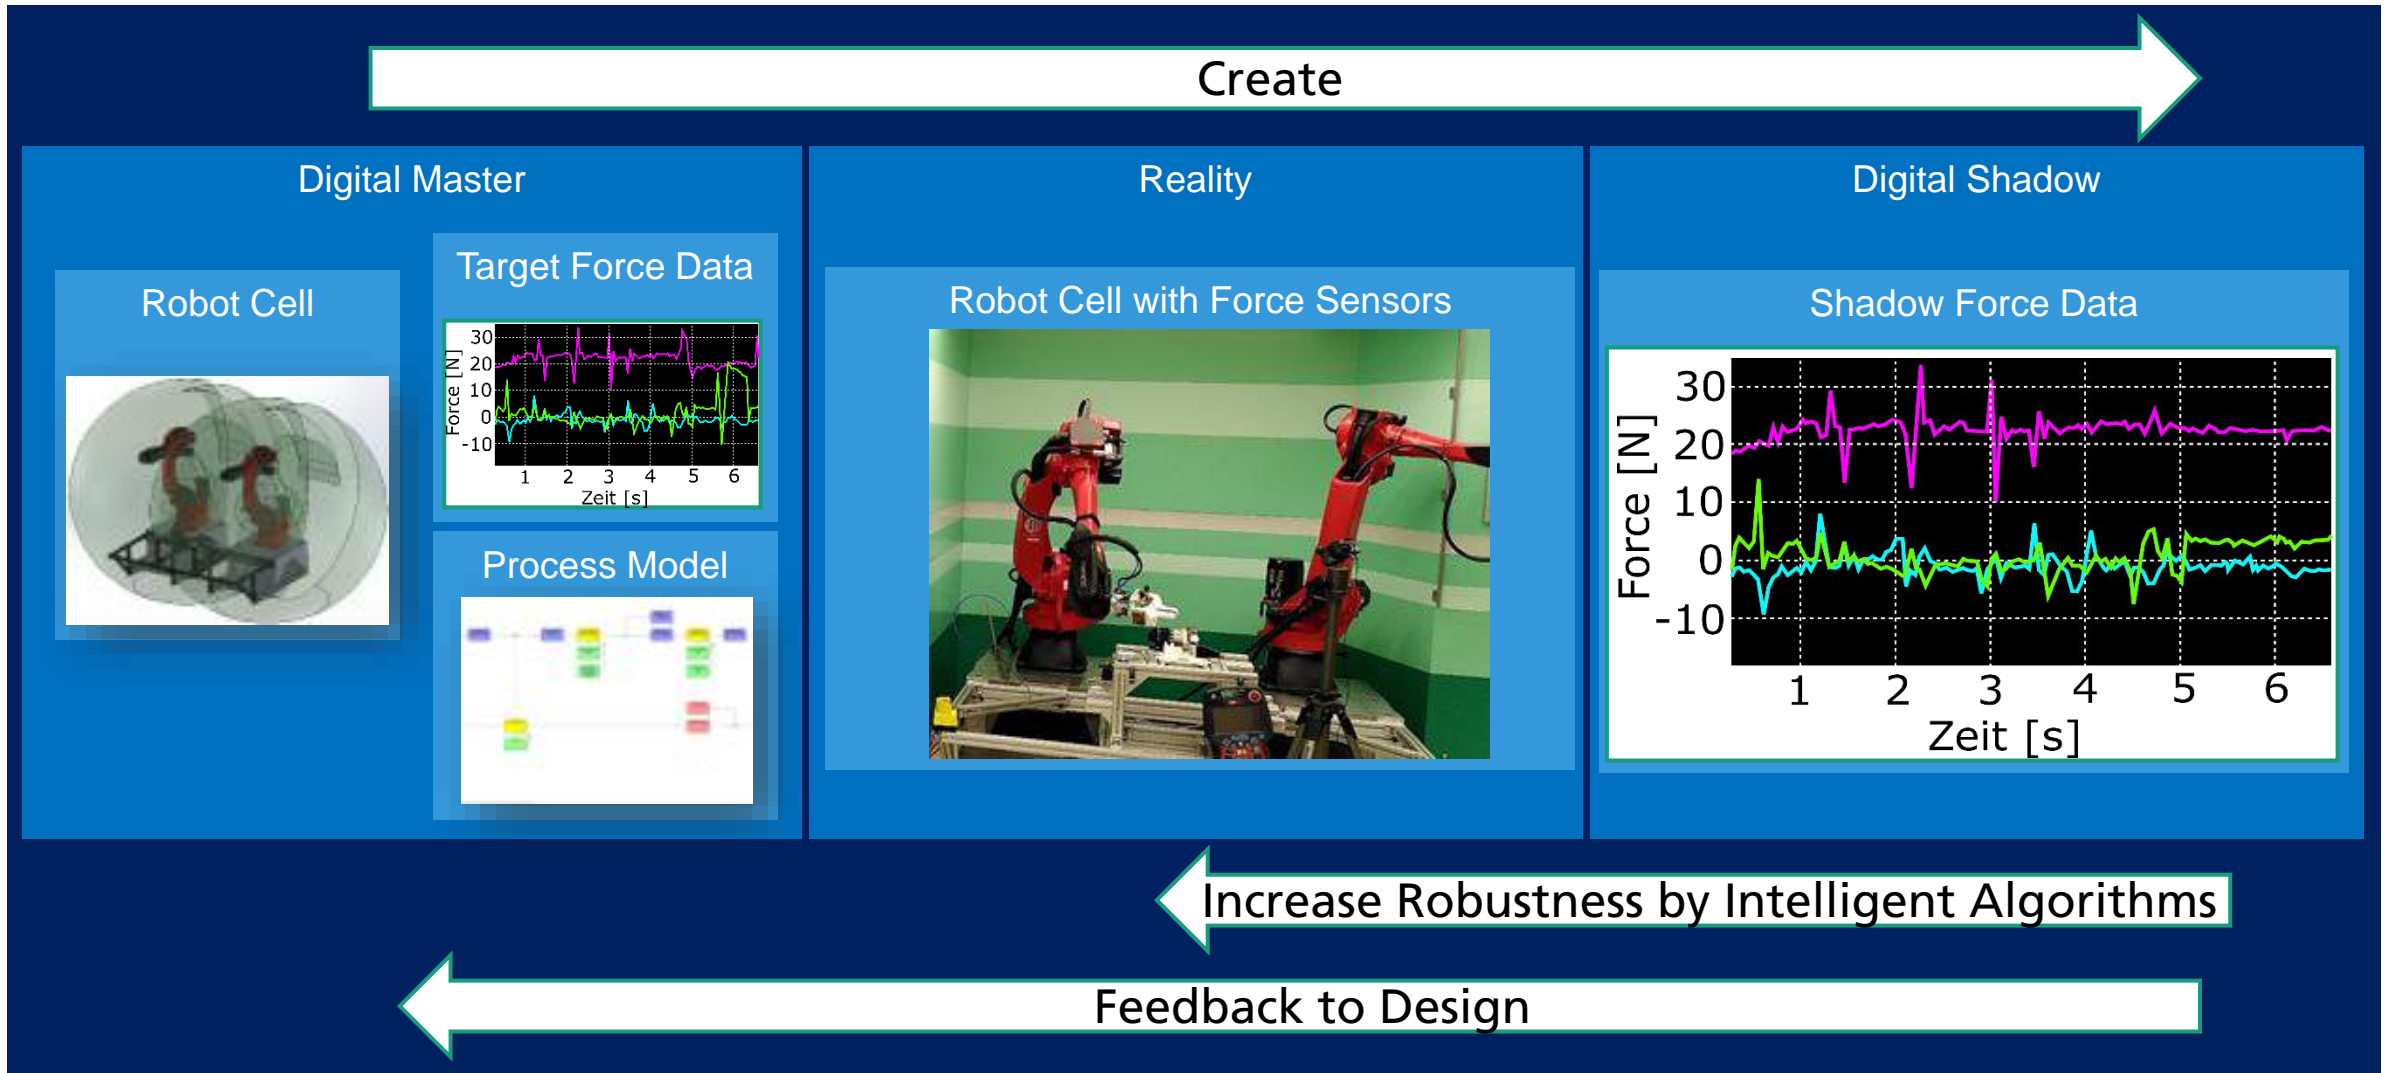 Create
Digital Master
Robot Cell
Target Force Data
Force [N]
30
20
10
0
-10
1 2 3 4 5 6
Zeit [s]
Process Model
Reality
Robot Cell with Force Sensors
Digital Shadow
Shadow Force Data
Force [N]
30
20
10
0
-10
1 2 3 4 5 6
Zeit [s]
Increase Robustness by Intelligent Algorithms
Feedback to Design